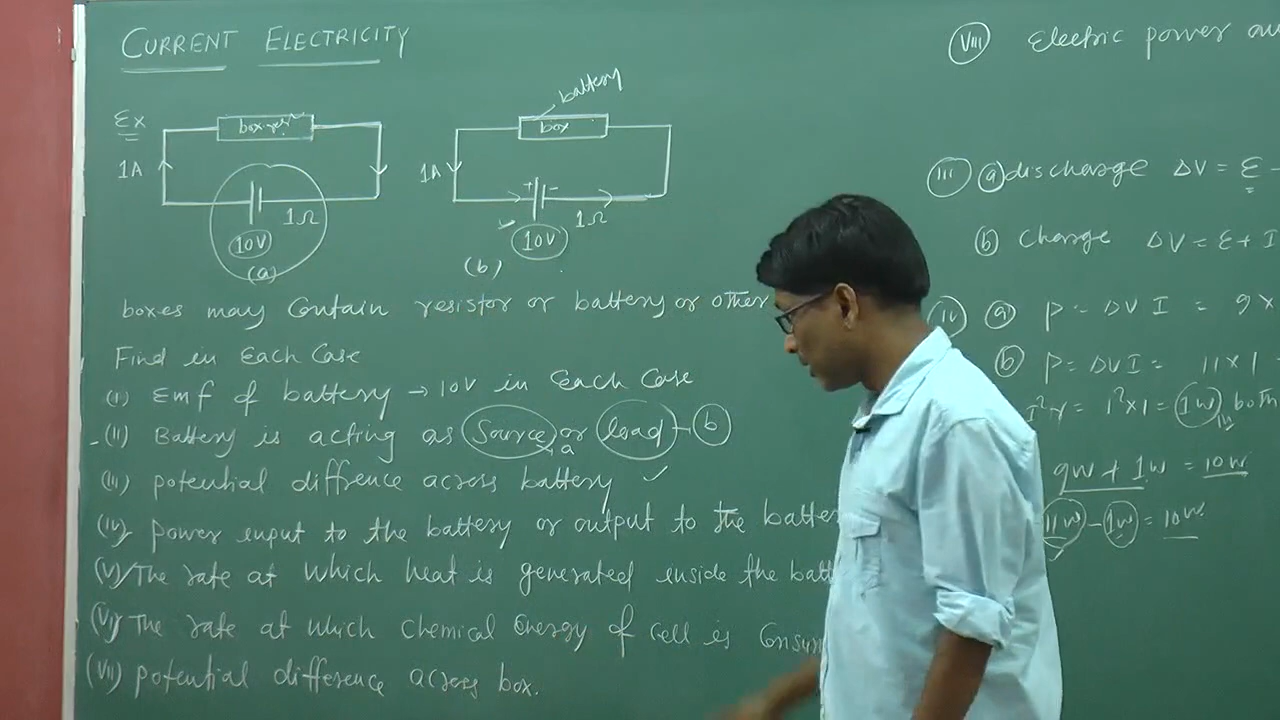 CURRENT ELECTRICITY
Ex
battery
box
box
1A
1A
+ -
1Ω
1Ω
10V
10V
(a)
(b)
boxes may Contain resistor or battery or other
Find in Each Case
(i) Emf of battery → 10V in Each Case
(ii) Battery is acting as Source or load - b
a
(iii) potential diffrence across battery ✓
(iv) power input to the battery or output to the batter
(v) The rate at which heat is generated inside the batt
(vi) The rate at which Chemical Energy of Cell is Consum
(vii) potential difference across box.
(viii) Electric power
(iii) (a) discharge ΔV = ε -
(b) Charge ΔV = ε + I
(iv) (a) P = ΔV I = 9 x
(b) P = ΔV I = 11 x 1
I²r = 1² x 1 = 1w both
9w + 1w = 10w
11w - 1w = 10w